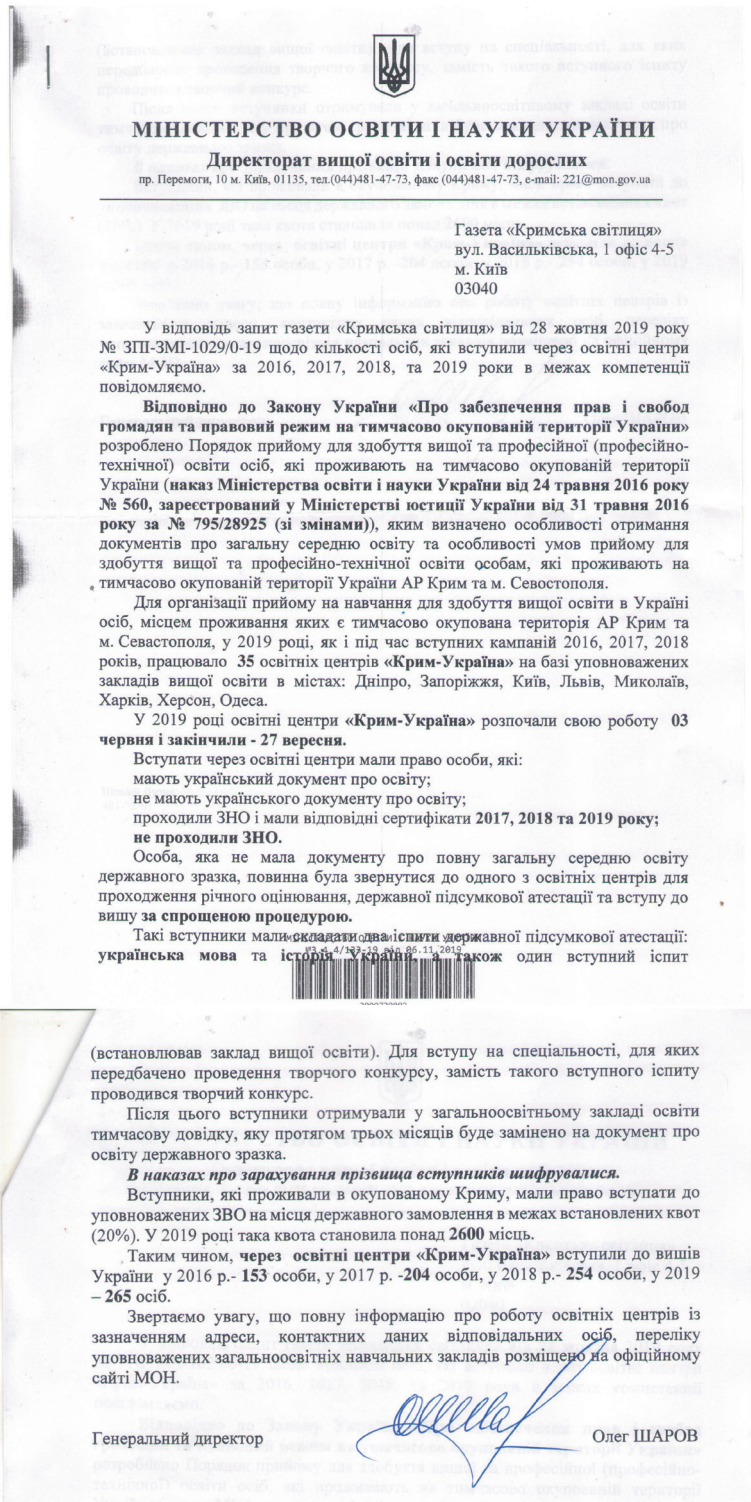 МІНІСТЕРСТВО ОСВІТИ І НАУКИ УКРАЇНИ
Директорат вищої освіти і освіти дорослих
пр. Перемоги, 10 м. Київ, 01135, тел.(044)481-47-73, факс (044)481-47-73, e-mail: 221@mon.gov.ua
Газета «Кримська світлиця»
вул. Васильківська, 1 офіс 4-5
м. Київ
03040
У відповідь запит газети «Кримська світлиця» від 28 жовтня 2019 року
№ ЗПІ-ЗМІ-1029/0-19 щодо кількості осіб, які вступили через освітні центри
«Крим-Україна» за 2016, 2017, 2018, та 2019 роки в межах компетенції
повідомляємо.
Відповідно до Закону України «Про забезпечення прав і свобод
громадян та правовий режим на тимчасово окупованій території України»
розроблено Порядок прийому для здобуття вищої та професійної (професійно-
технічної) освіти осіб, які проживають на тимчасово окупованій території
України (наказ Міністерства освіти і науки України від 24 травня 2016 року
№ 560, зареєстрований у Міністерстві юстиції України від 31 травня 2016
року за № 795/28925 (зі змінами)), яким визначено особливості отримання
документів про загальну середню освіту та особливості умов прийому для
здобуття вищої та професійно-технічної освіти особам, які проживають на
тимчасово окупованій території України АР Крим та м. Севостополя.
Для організації прийому на навчання для здобуття вищої освіти в Україні
осіб, місцем проживання яких є тимчасово окупована територія АР Крим та
м. Севастополя, у 2019 році, як і під час вступних кампаній 2016, 2017, 2018
років, працювало 35 освітніх центрів «Крим-Україна» на базі уповноважених
закладів вищої освіти в містах: Дніпро, Запоріжжя, Київ, Львів, Миколаїв,
Харків, Херсон, Одеса.
У 2019 році освітні центри «Крим-Україна» розпочали свою роботу 03
червня і закінчили - 27 вересня.
Вступати через освітні центри мали право особи, які:
мають український документ про освіту;
не мають українського документу про освіту;
проходили ЗНО і мали відповідні сертифікати 2017, 2018 та 2019 року;
не проходили ЗНО.
Особа, яка не мала документу про повну загальну середню освіту
державного зразка, повинна була звернутися до одного з освітніх центрів для
проходження річного оцінювання, державної підсумкової атестації та вступу до
вишу за спрощеною процедурою.
Такі вступники мали складати два іспити державної підсумкової атестації:
№3.4.4/133-19 від 06.11.2019
українська мова та історія України, а також один вступний іспит
(встановлював заклад вищої освіти). Для вступу на спеціальності, для яких
передбачено проведення творчого конкурсу, замість такого вступного іспиту
проводився творчий конкурс.
Після цього вступники отримували у загальноосвітньому закладі освіти
тимчасову довідку, яку протягом трьох місяців буде замінено на документ про
освіту державного зразка.
В наказах про зарахування прізвища вступників шифрувалися.
Вступники, які проживали в окупованому Криму, мали право вступати до
уповноважених ЗВО на місця державного замовлення в межах встановлених квот
(20%). У 2019 році така квота становила понад 2600 місць.
Таким чином, через освітні центри «Крим-Україна» вступили до вишів
України у 2016 р.- 153 особи, у 2017 р. -204 особи, у 2018 р.- 254 особи, у 2019
– 265 осіб.
Звертаємо увагу, що повну інформацію про роботу освітніх центрів із
зазначенням адреси, контактних даних відповідальних осіб, переліку
уповноважених загльноосвітніх навчальних закладів розміщено на офіційному
сайті МОН.
Генеральний директор
Олег ШАРОВ